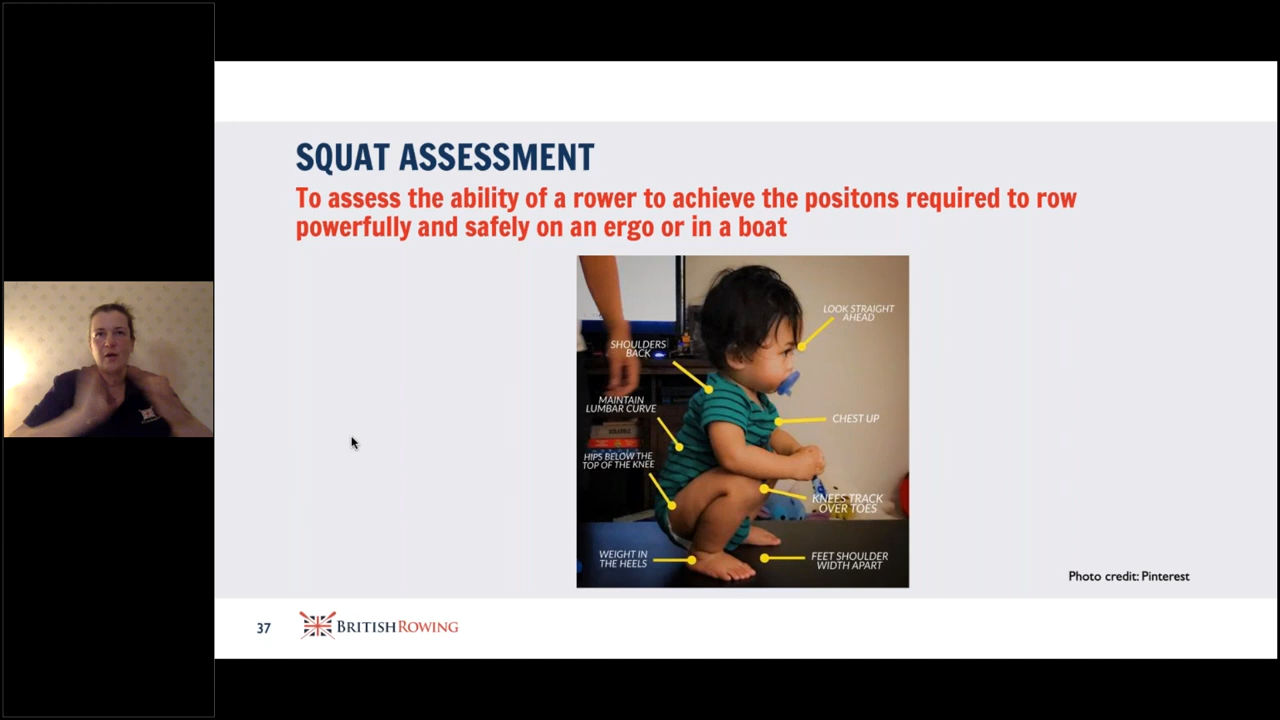 SQUAT ASSESSMENT
To assess the ability of a rower to achieve the positons required to row
powerfully and safely on an ergo or in a boat
LOOK STRAIGHT
AHEAD
SHOULDERS
BACK
MAINTAIN
LUMBAR CURVE
CHEST UP
HIPS BELOW THE
TOP OF THE KNEE
KNEES TRACK
OVER TOES
WEIGHT IN
THE HEELS
FEET SHOULDER
WIDTH APART
Photo credit: Pinterest
37
BRITISHROWING